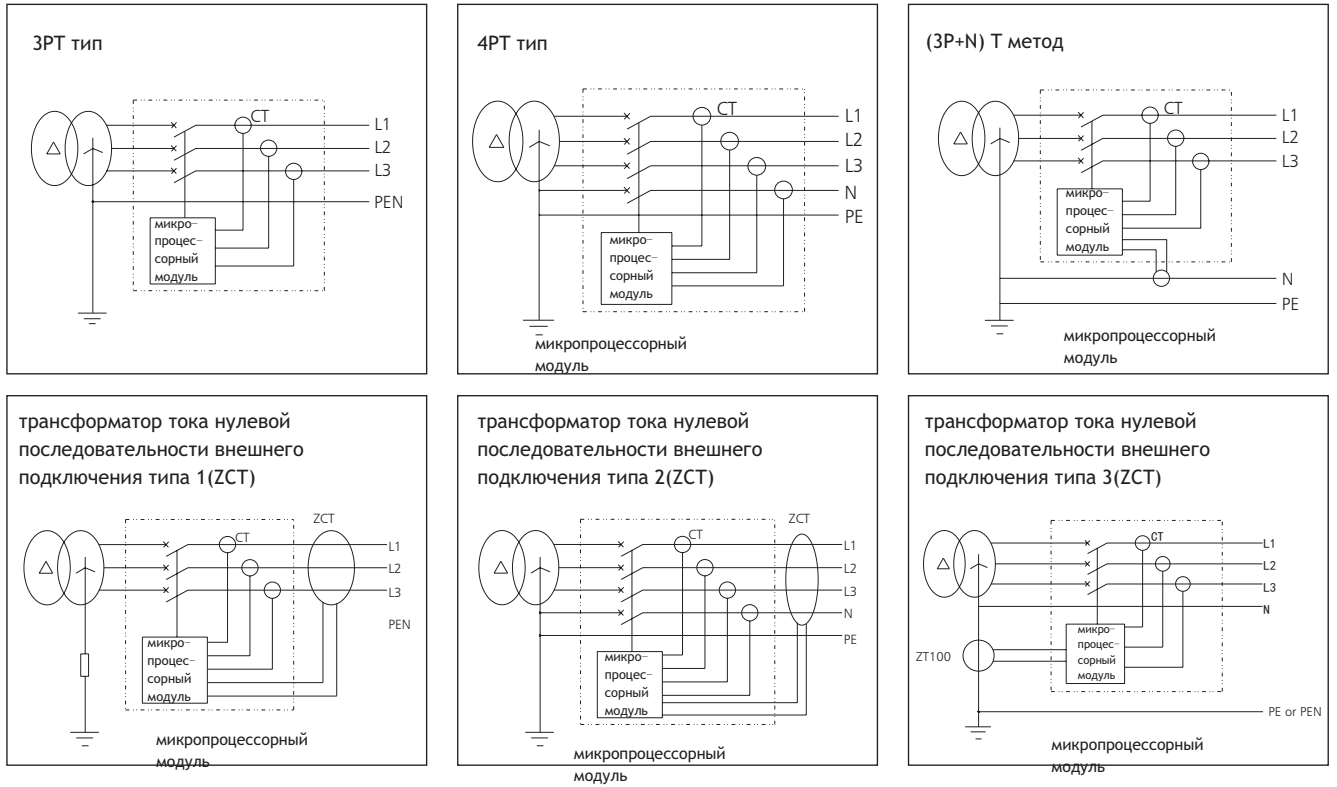 3PT тип
CT
L1
L2
L3
PEN
микро–
процес–
сорный
модуль
4PT тип
CT
L1
L2
L3
N
PE
микро–
процес–
сорный
модуль
микропроцессорный
модуль
(3P+N) T метод
CT
L1
L2
L3
микро–
процес–
сорный
модуль
N
PE
микропроцессорный
модуль
трансформатор тока нулевой
последовательности внешнего
подключения типа 1(ZCT)
ZCT
CT
L1
L2
L3
PEN
микро–
процес–
сорный
модуль
микропроцессорный
модуль
трансформатор тока нулевой
последовательности внешнего
подключения типа 2(ZCT)
ZCT
CT
L1
L2
L3
N
PE
микро–
процес–
сорный
модуль
микропроцессорный
модуль
трансформатор тока нулевой
последовательности внешнего
подключения типа 3(ZCT)
CT
L1
L2
L3
N
микро–
процес–
сорный
модуль
ZT100
PE or PEN
микропроцессорный
модуль